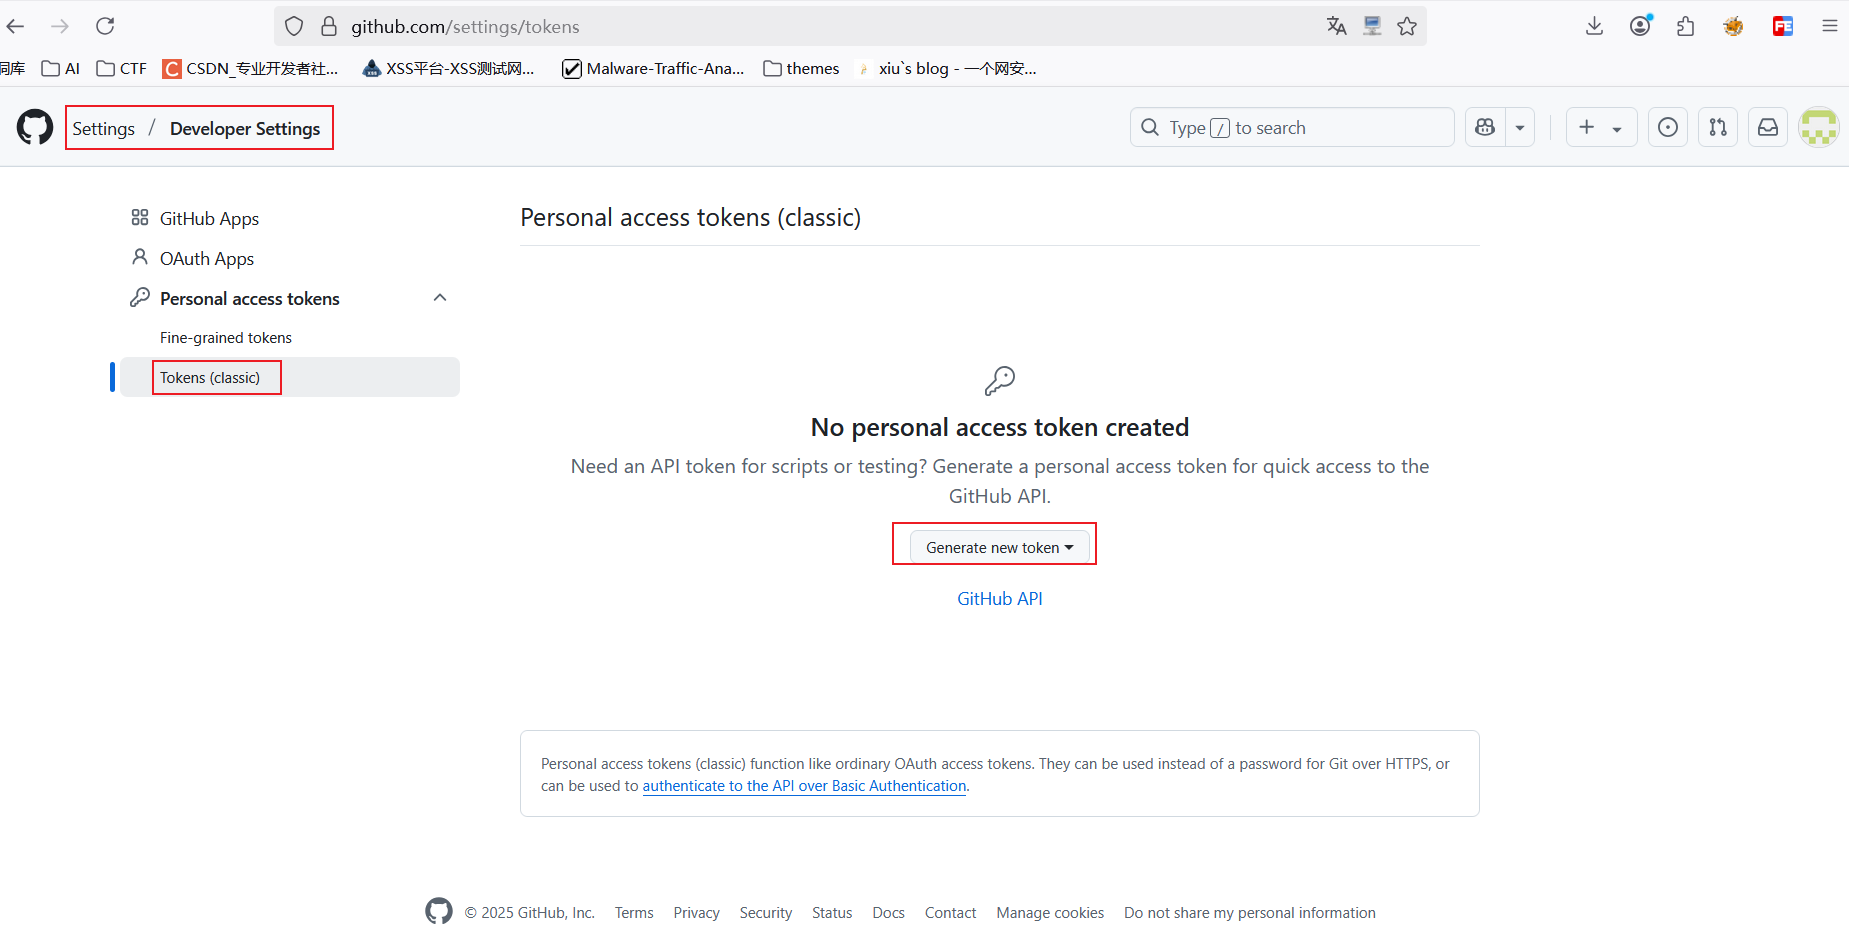 github.com/settings/tokens
洞库 AI CTF CSDN_专业开发者社... XSS平台-XSS测试网... Malware-Traffic-Ana... themes xiu`s blog - 一个网安...
Settings / Developer Settings
Type / to search
GitHub Apps
OAuth Apps
Personal access tokens
Fine-grained tokens
Tokens (classic)
Personal access tokens (classic)
No personal access token created
Need an API token for scripts or testing? Generate a personal access token for quick access to the
GitHub API.
Generate new token
GitHub API
Personal access tokens (classic) function like ordinary OAuth access tokens. They can be used instead of a password for Git over HTTPS, or
can be used to authenticate to the API over Basic Authentication.
© 2025 GitHub, Inc. Terms Privacy Security Status Docs Contact Manage cookies Do not share my personal information